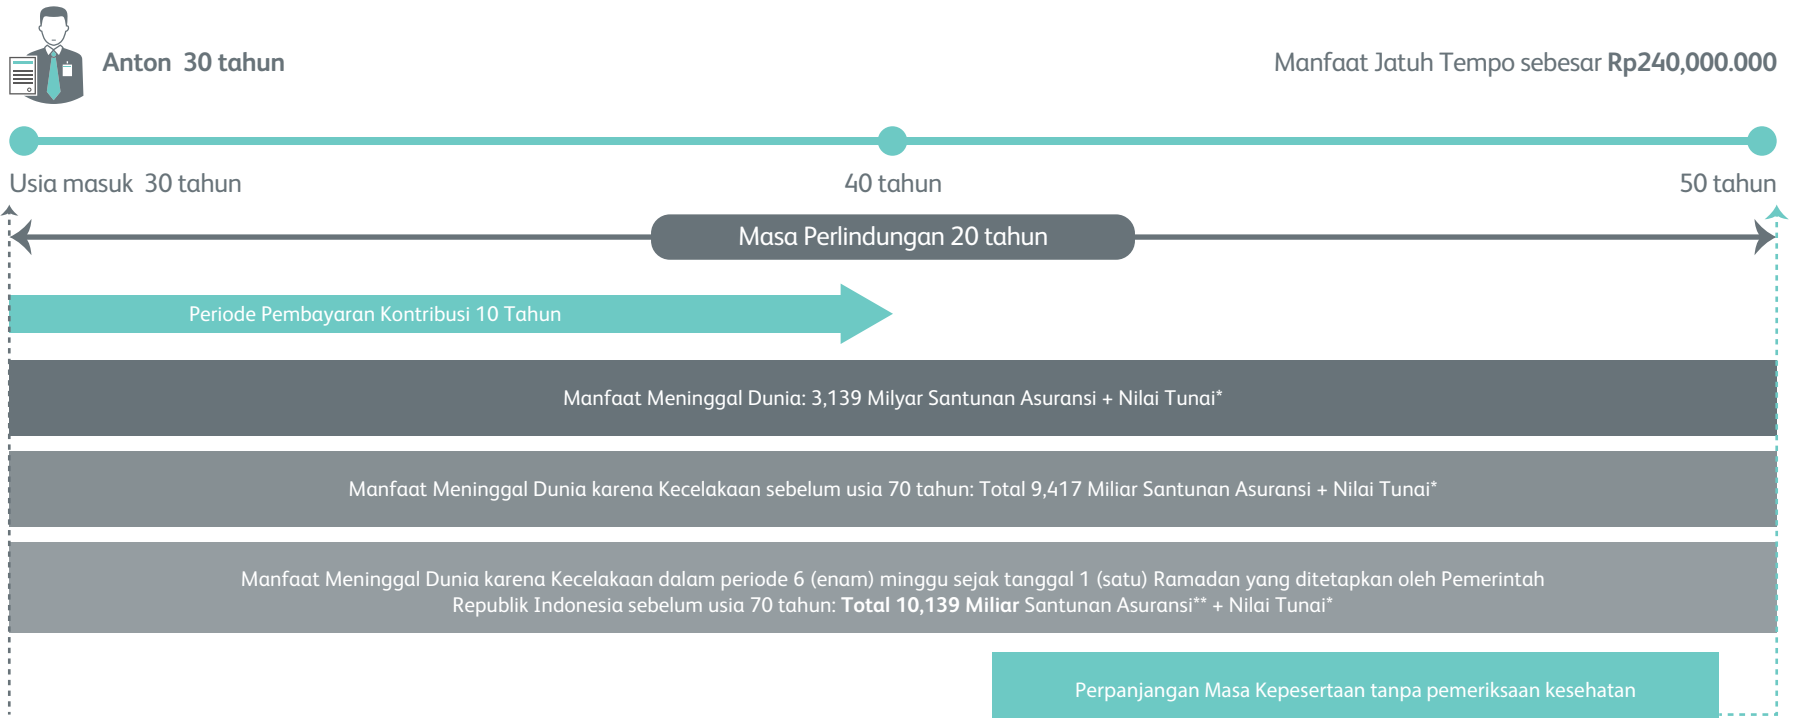 Anton 30 tahun
Manfaat Jatuh Tempo sebesar Rp240,000.000
Usia masuk 30 tahun
40 tahun
50 tahun
Masa Perlindungan 20 tahun
Periode Pembayaran Kontribusi 10 Tahun
Manfaat Meninggal Dunia: 3,139 Milyar Santunan Asuransi + Nilai Tunai*
Manfaat Meninggal Dunia karena Kecelakaan sebelum usia 70 tahun: Total 9,417 Miliar Santunan Asuransi + Nilai Tunai*
Manfaat Meninggal Dunia karena Kecelakaan dalam periode 6 (enam) minggu sejak tanggal 1 (satu) Ramadan yang ditetapkan oleh Pemerintah
Republik Indonesia sebelum usia 70 tahun: Total 10,139 Miliar Santunan Asuransi** + Nilai Tunai*
Perpanjangan Masa Kepesertaan tanpa pemeriksaan kesehatan